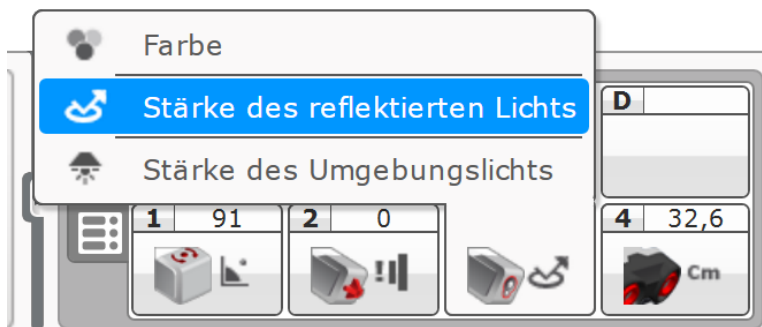 Farbe
Stärke des reflektierten Lichts
D
Stärke des Umgebungslichts
1 91 2 0 4 32,6
Cm